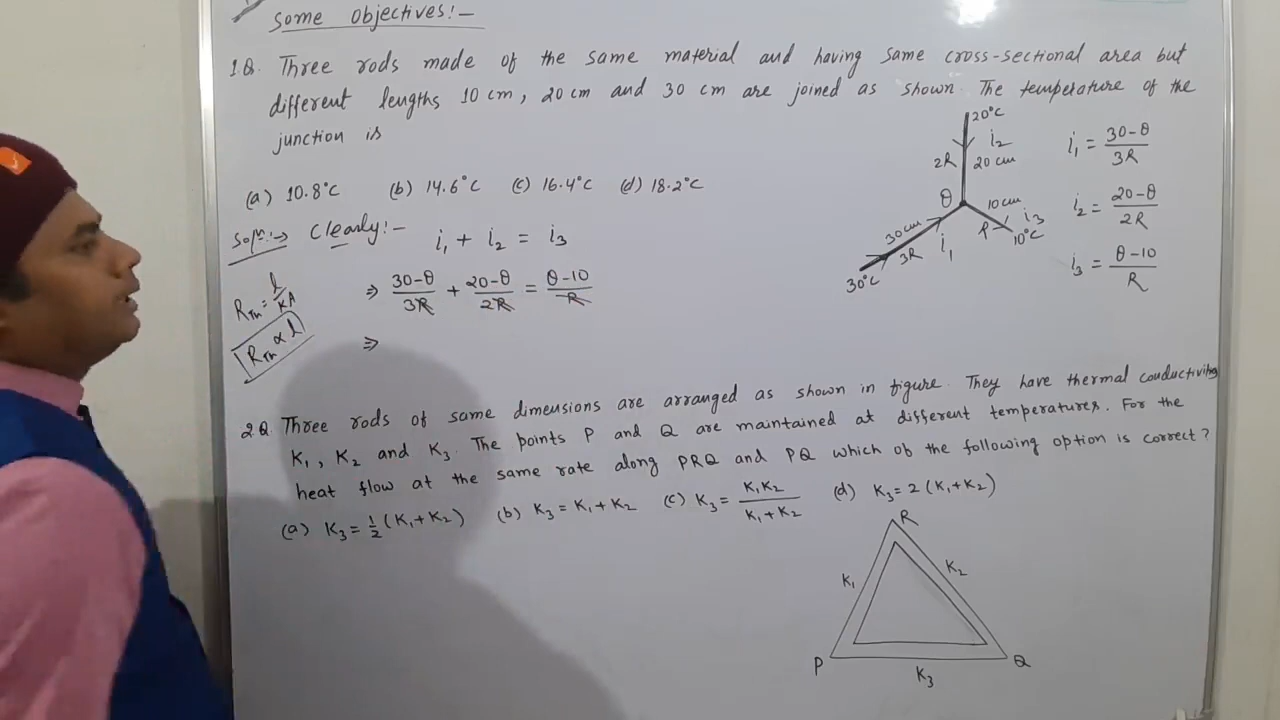 Some objectives:-
1.Q. Three rods made of the same material and having same cross-sectional area but
different lengths 10 cm, 20 cm and 30 cm are joined as shown. The temperature of the
junction is
(a) 10.8°C (b) 14.6°C (c) 16.4°C (d) 18.2°C
20°C
i₂
2R
20 cm
θ
10 cm
i₃
R
10°C
30 cm
3R
i₁
30°C
i₁ = (30-θ)/3R
i₂ = (20-θ)/2R
i₃ = (θ-10)/R
Solⁿ:→ Clearly:-
i₁ + i₂ = i₃
⇒ (30-θ)/3R + (20-θ)/2R = (θ-10)/R
⇒
R_Th = l/KA
R_Th ∝ l
2.Q. Three rods of same dimensions are arranged as shown in figure. They have thermal conductivity
K₁, K₂ and K₃. The points P and Q are maintained at different temperatures. For the
heat flow at the same rate along PRQ and PQ which of the following option is correct?
(a) K₃ = 1/2 (K₁+K₂) (b) K₃ = K₁+K₂ (c) K₃ = K₁K₂/(K₁+K₂) (d) K₃ = 2(K₁+K₂)
R
K₁
K₂
P
Q
K₃